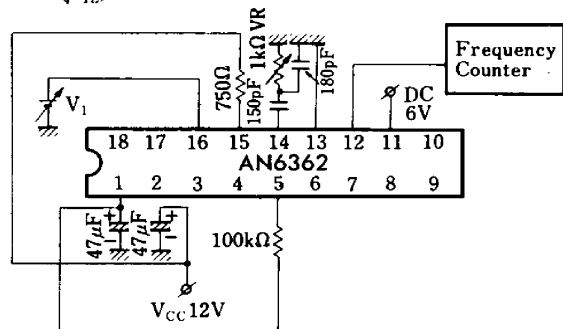 Frequency
Counter
1kΩ VR
180pF
750Ω
150pF
DC
6V
V₁
18 17 16 15 14 13 12 11 10
AN6362
1 2 3 4 5 6 7 8 9
47μF
+
-
47μF
+
-
100kΩ
VCC 12V